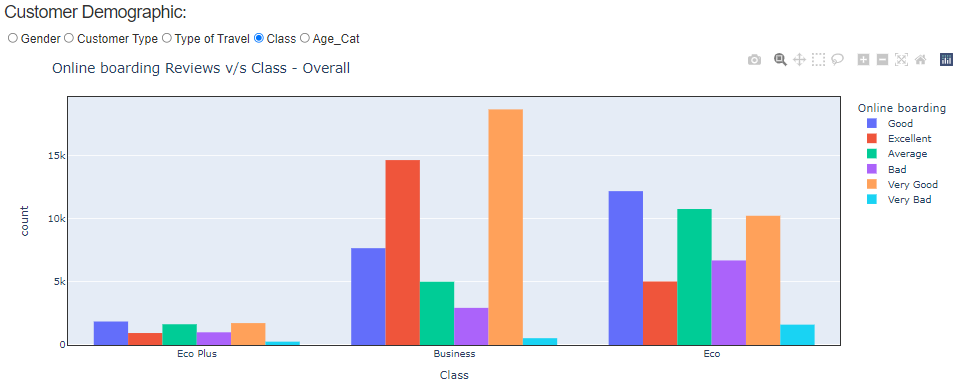 Customer Demographic:
Gender Customer Type Type of Travel Class Age_Cat
Online boarding Reviews v/s Class - Overall
Online boarding
Good
Excellent
Average
Bad
Very Good
Very Bad
15k
10k
5k
0
count
Eco Plus Business Eco
Class